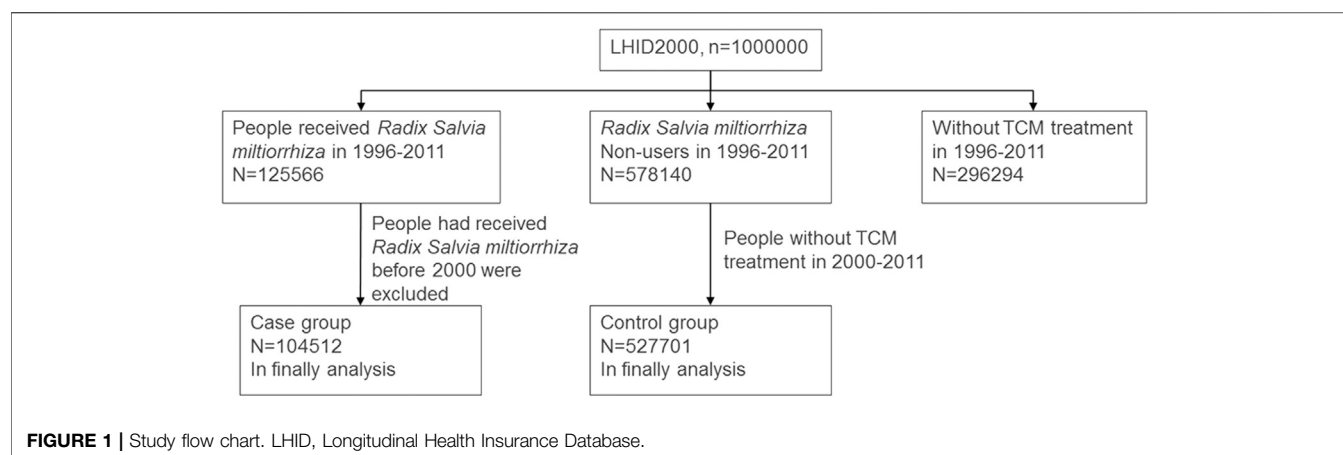 LHID2000, n=1000000
People received Radix Salvia
miltiorrhiza in 1996-2011
N=125566
Radix Salvia miltiorrhiza
Non-users in 1996-2011
N=578140
Without TCM treatment
in 1996-2011
N=296294
People had received
Radix Salvia miltiorrhiza
before 2000 were
excluded
People without TCM
treatment in 2000-2011
Case group
N=104512
In finally analysis
Control group
N=527701
In finally analysis
FIGURE 1 | Study flow chart. LHID, Longitudinal Health Insurance Database.